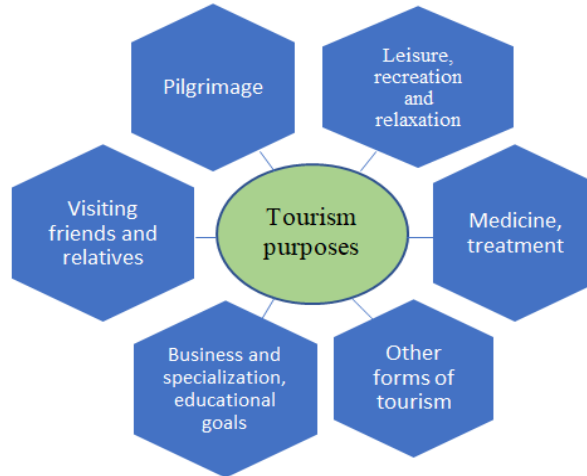 Pilgrimage
Leisure,
recreation
and
relaxation
Visiting
friends and
relatives
Tourism
purposes
Medicine,
treatment
Business and
specialization,
educational
goals
Other
forms of
tourism